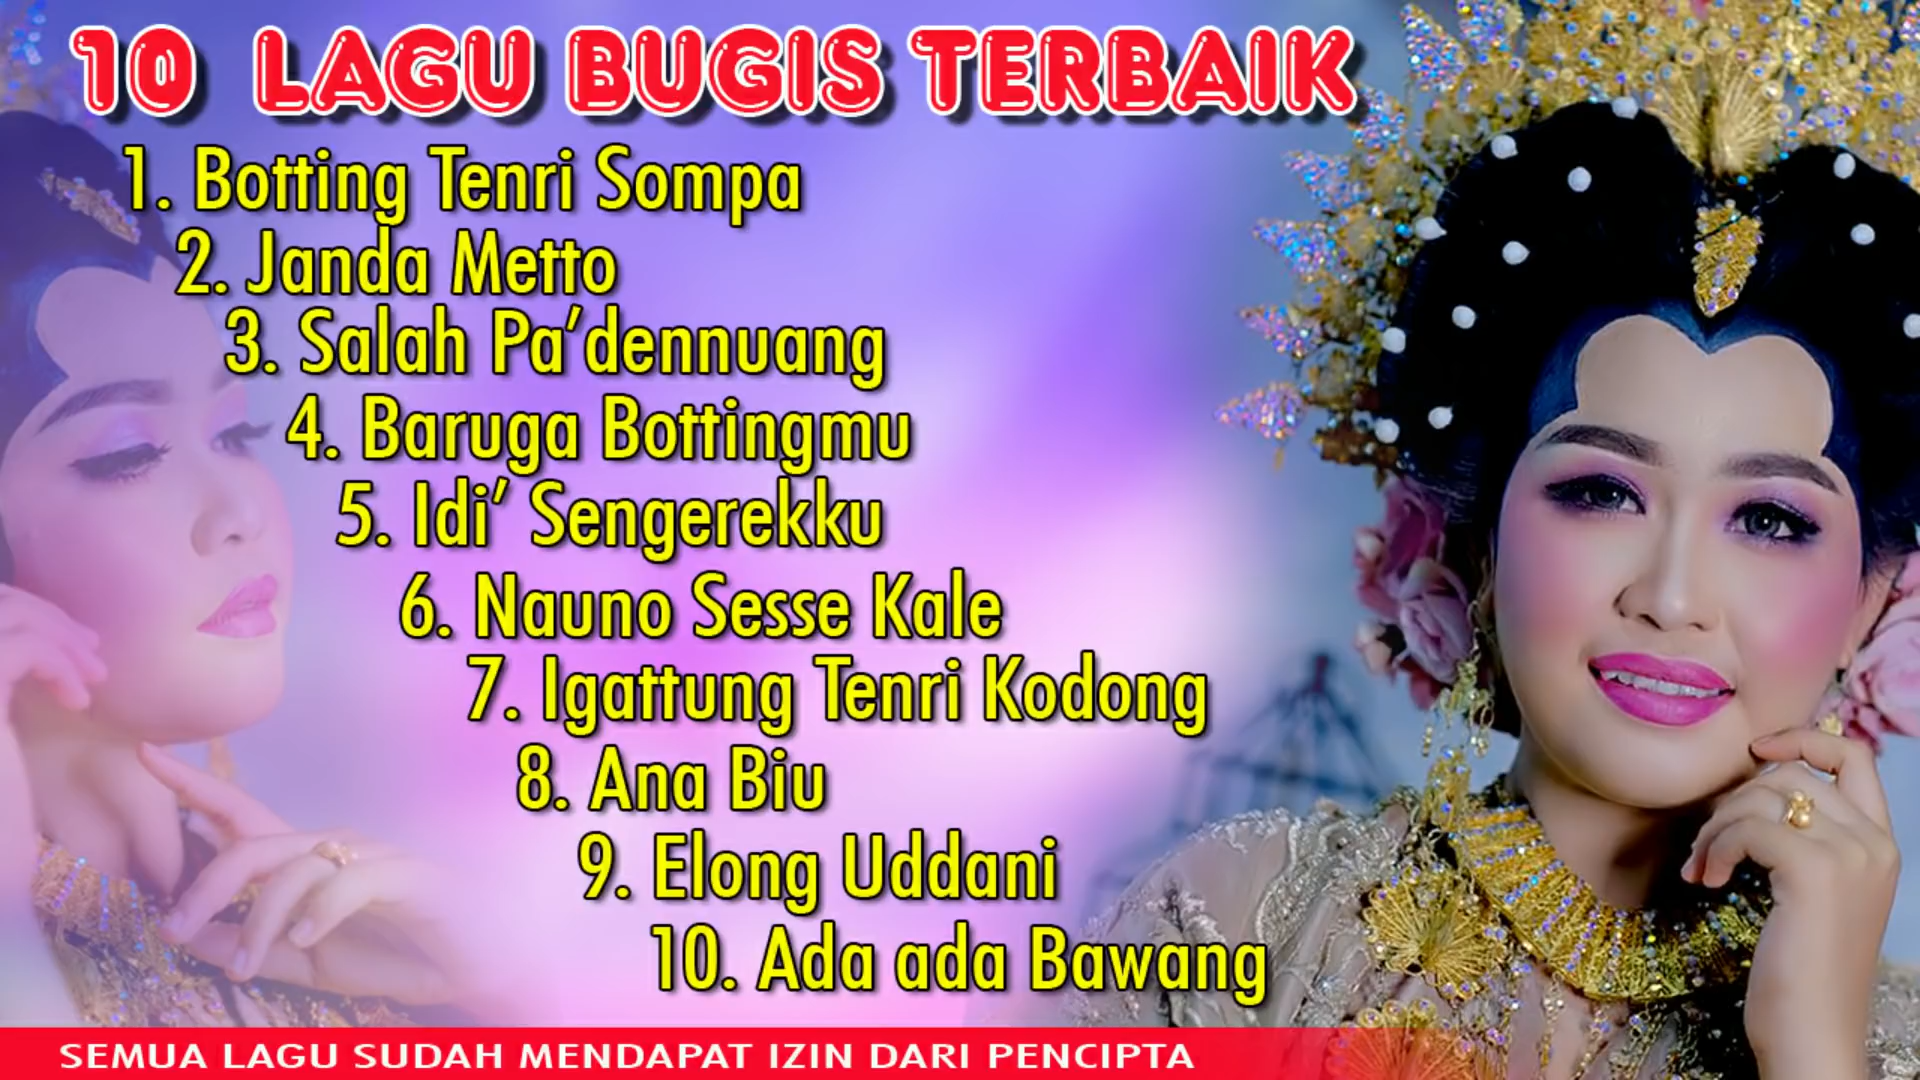 10 LAGU BUGIS TERBAIK
1. Botting Tenri Sompa
2. Janda Metto
3. Salah Pa'dennuang
4. Baruga Bottingmu
5. Idi' Sengerekku
6. Nauno Sesse Kale
7. Igattung Tenri Kodong
8. Ana Biu
9. Elong Uddani
10. Ada ada Bawang
SEMUA LAGU SUDAH MENDAPAT IZIN DARI PENCIPTA